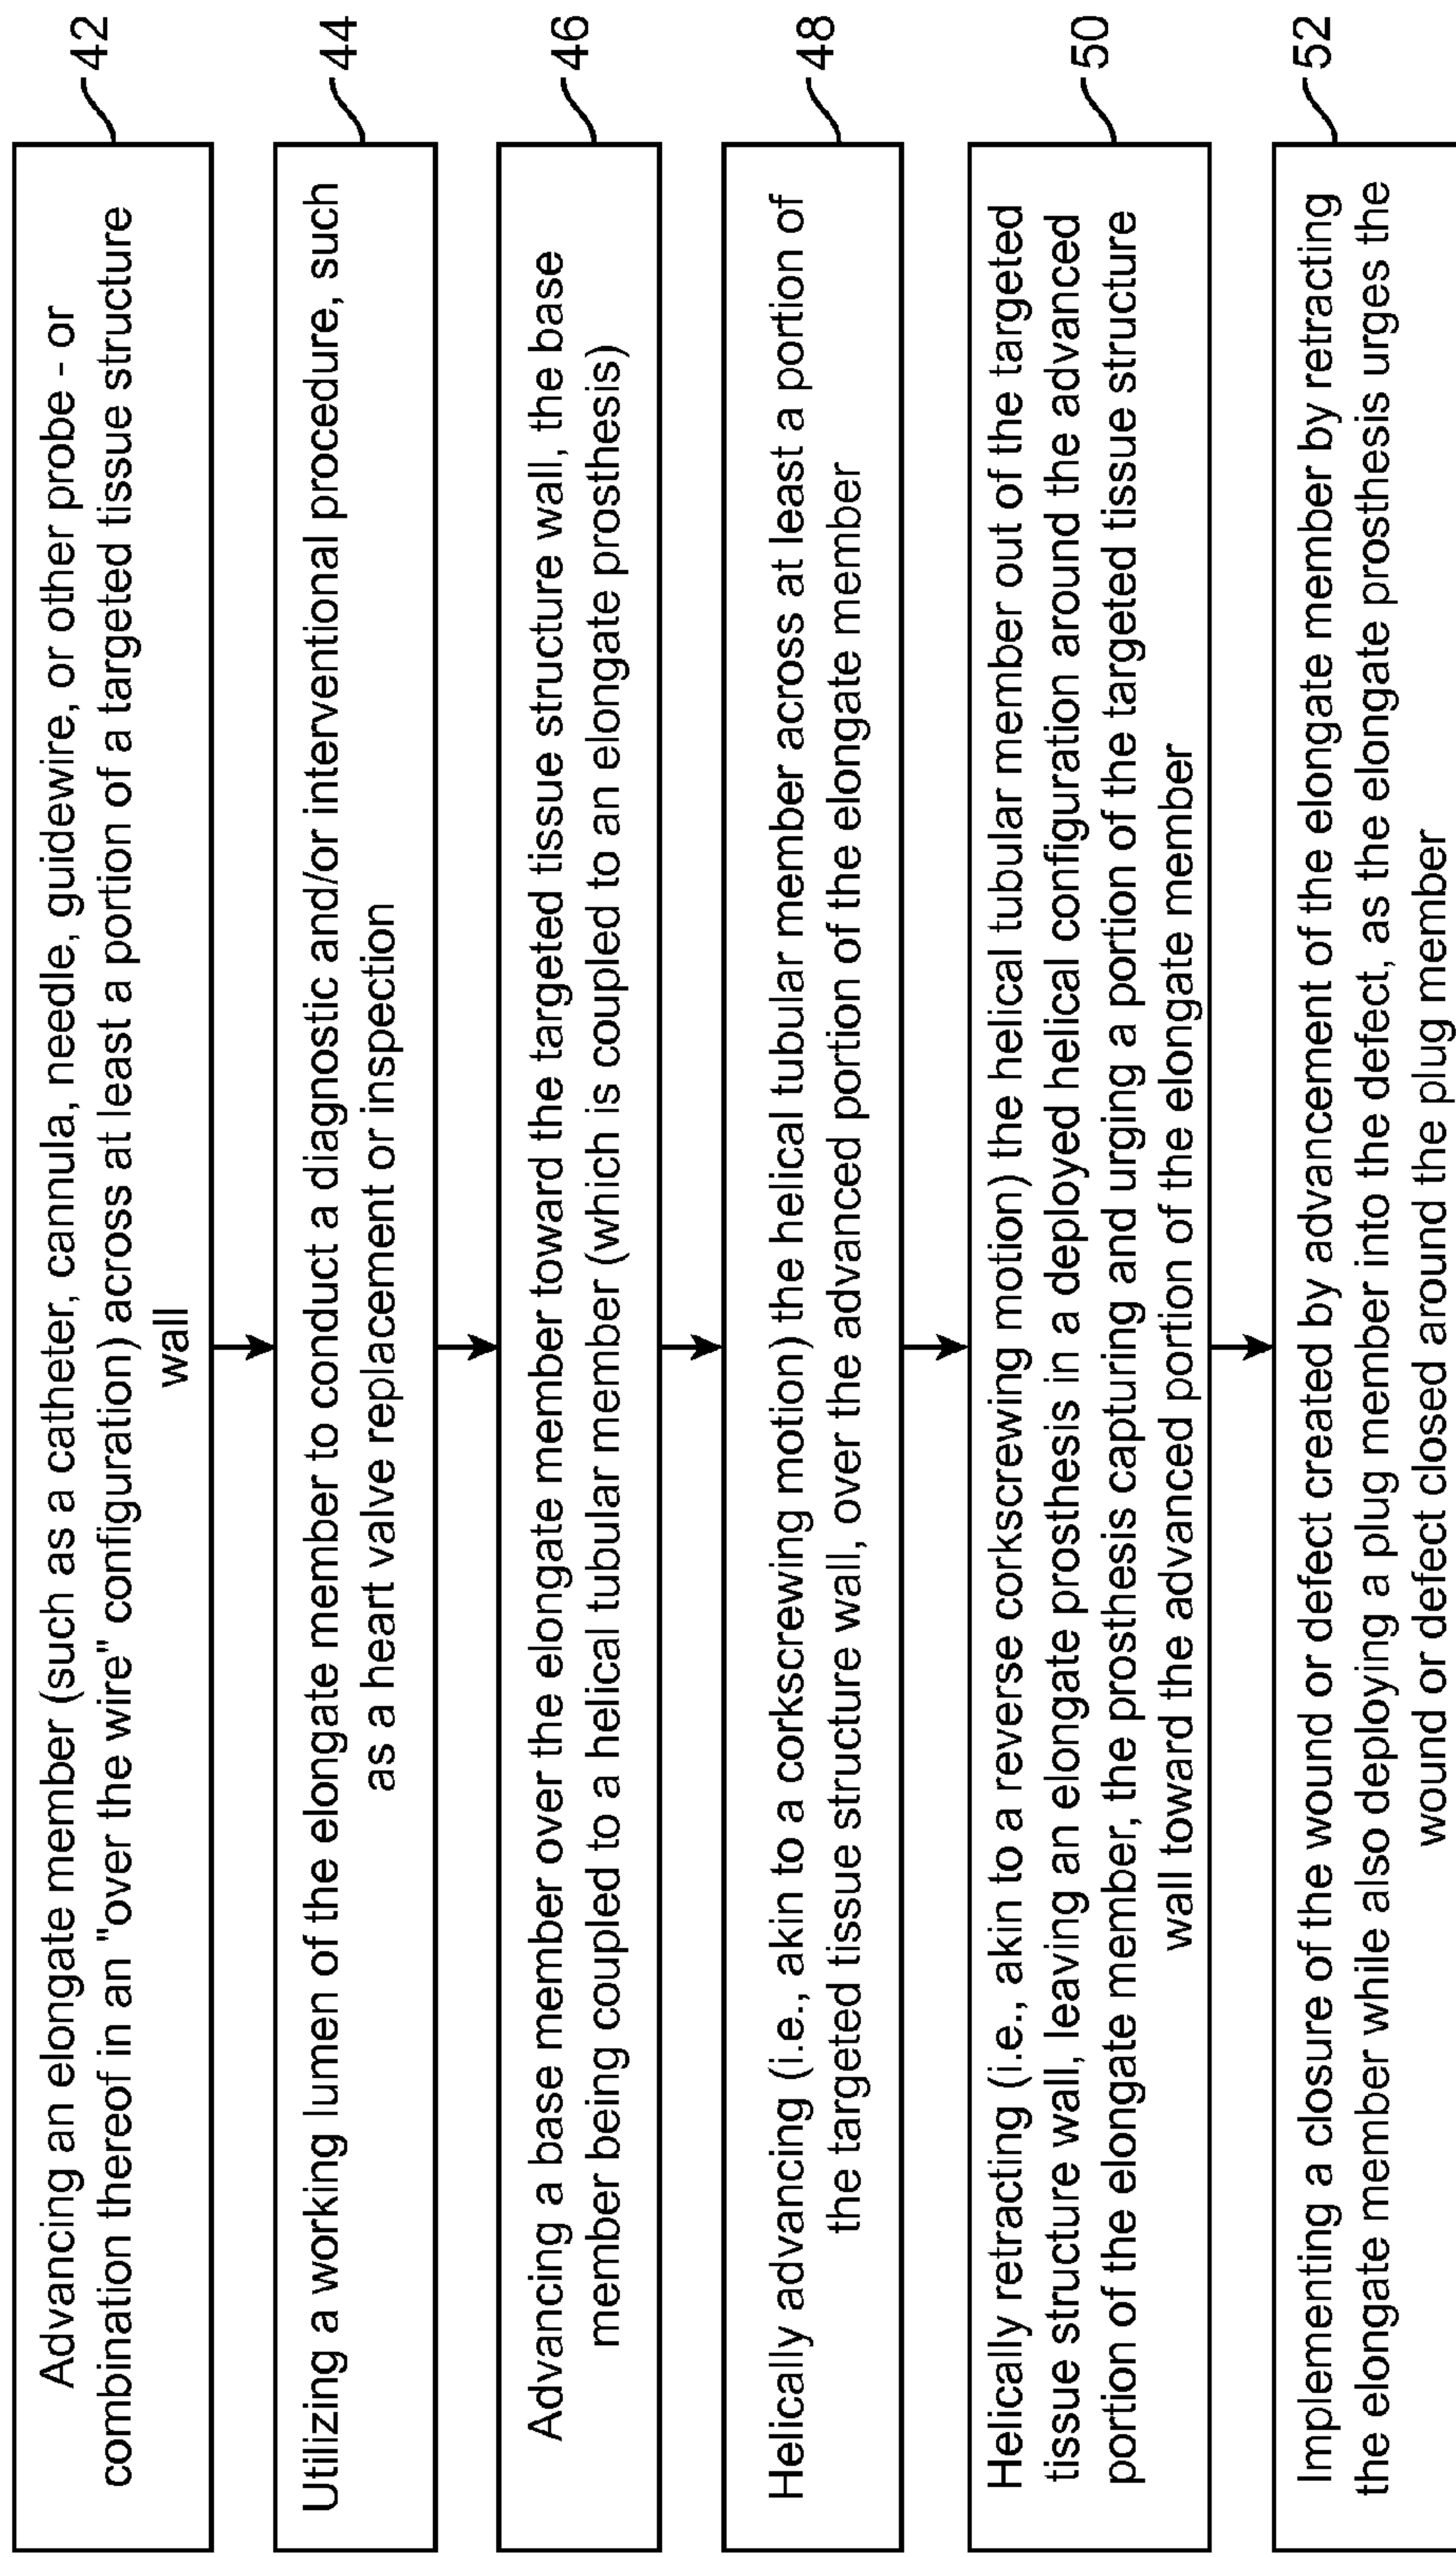 Advancing an elongate member (such as a catheter, cannula, needle, guidewire, or other probe - or
combination thereof in an "over the wire" configuration) across at least a portion of a targeted tissue structure
wall
42
Utilizing a working lumen of the elongate member to conduct a diagnostic and/or interventional procedure, such
as a heart valve replacement or inspection
44
Advancing a base member over the elongate member toward the targeted tissue structure wall, the base
member being coupled to a helical tubular member (which is coupled to an elongate prosthesis)
46
Helically advancing (i.e., akin to a corkscrewing motion) the helical tubular member across at least a portion of
the targeted tissue structure wall, over the advanced portion of the elongate member
48
Helically retracting (i.e., akin to a reverse corkscrewing motion) the helical tubular member out of the targeted
tissue structure wall, leaving an elongate prosthesis in a deployed helical configuration around the advanced
portion of the elongate member, the prosthesis capturing and urging a portion of the targeted tissue structure
wall toward the advanced portion of the elongate member
50
Implementing a closure of the wound or defect created by advancement of the elongate member by retracting
the elongate member while also deploying a plug member into the defect, as the elongate prosthesis urges the
wound or defect closed around the plug member
52